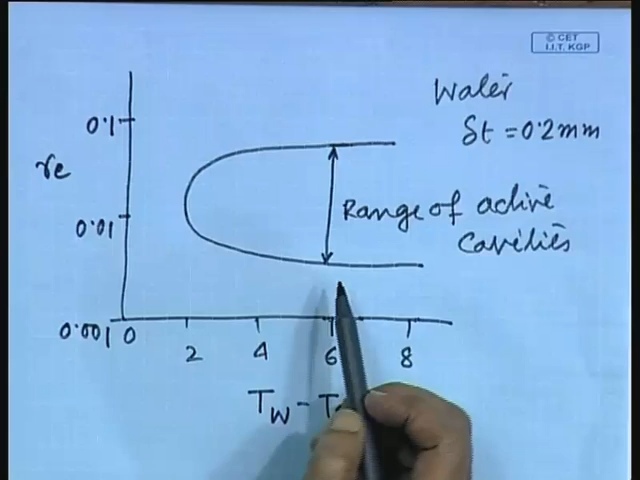 © CET
I.I.T. KGP
Water
δt = 0.2mm
0.1
re
0.01
0.001
Range of active
cavities
0
2
4
6
8
Tw - T